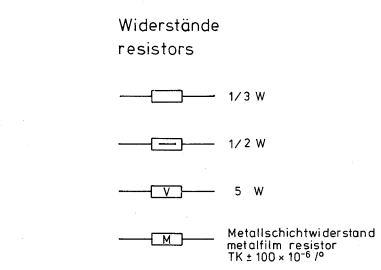 Widerstände
resistors
1/3 W
1/2 W
V 5 W
M Metallschichtwiderstand
metalfilm resistor
TK ± 100 × 10⁻⁶ /°